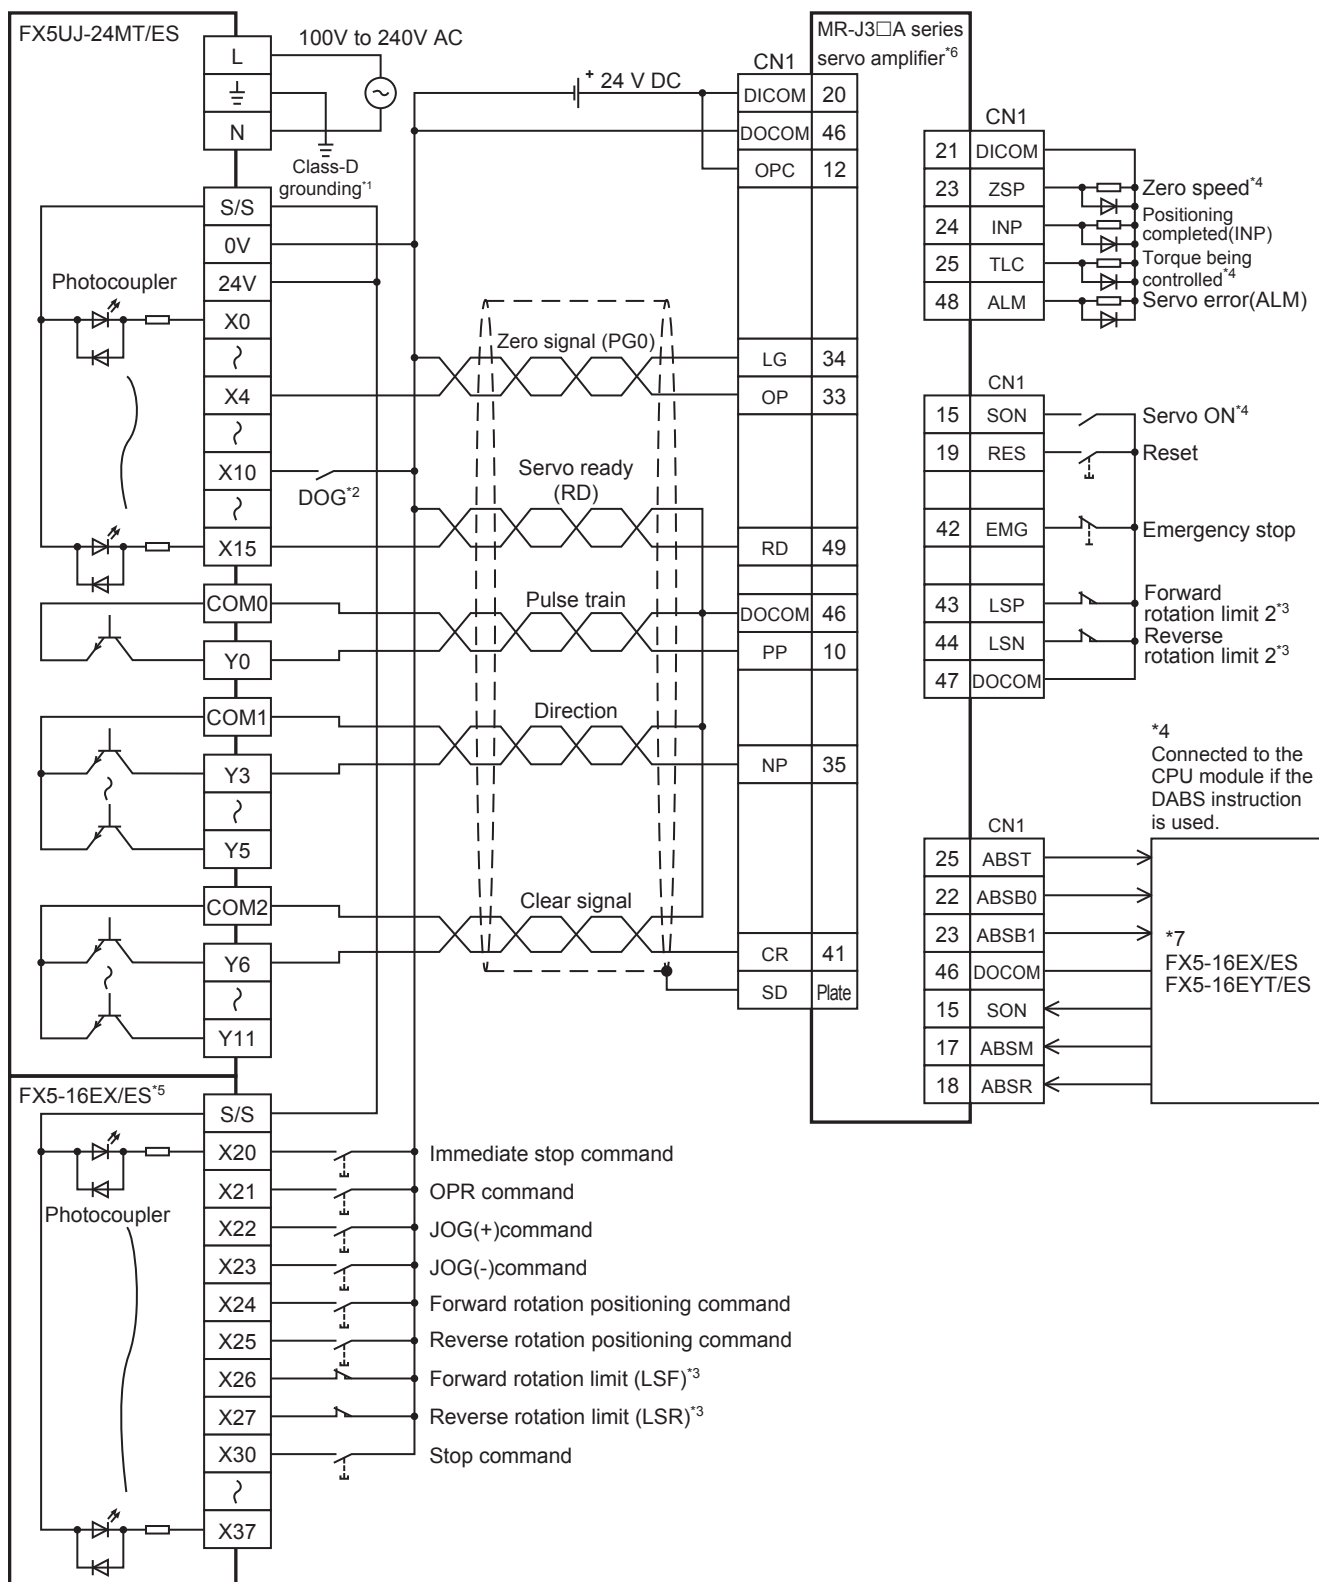 FX5UJ-24MT/ES
L
N
100V to 240V AC
Class-D
grounding*1
S/S
0V
24V
X0
X4
X10
X15
COM0
Y0
COM1
Y3
Y5
COM2
Y6
Y11
Photocoupler
DOG*2
+ 24 V DC
Zero signal (PG0)
Servo ready
(RD)
Pulse train
Direction
Clear signal
MR-J3□A series
servo amplifier*6
CN1
DICOM 20
DOCOM 46
OPC 12
LG 34
OP 33
RD 49
DOCOM 46
PP 10
NP 35
CR 41
SD Plate
CN1
21 DICOM
23 ZSP Zero speed*4
24 INP Positioning
completed(INP)
25 TLC Torque being
controlled*4
48 ALM Servo error(ALM)
CN1
15 SON Servo ON*4
19 RES Reset
42 EMG Emergency stop
43 LSP Forward
rotation limit 2*3
44 LSN Reverse
rotation limit 2*3
47 DOCOM
*4
Connected to the
CPU module if the
DABS instruction
is used.
CN1
25 ABST
22 ABSB0
23 ABSB1
46 DOCOM
15 SON
17 ABSM
18 ABSR
*7
FX5-16EX/ES
FX5-16EYT/ES
FX5-16EX/ES*5
Photocoupler
S/S
X20 Immediate stop command
X21 OPR command
X22 JOG(+)command
X23 JOG(-)command
X24 Forward rotation positioning command
X25 Reverse rotation positioning command
X26 Forward rotation limit (LSF)*3
X27 Reverse rotation limit (LSR)*3
X30 Stop command
X37